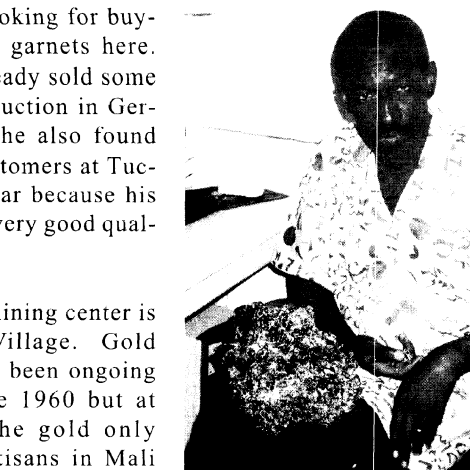 oking for buy-
garnets here.
eady sold some
uction in Ger-
he also found
tomers at Tuc-
ar because his
very good qual-
ining center is
Village. Gold
been ongoing
e 1960 but at
he gold only
tisans in Mali